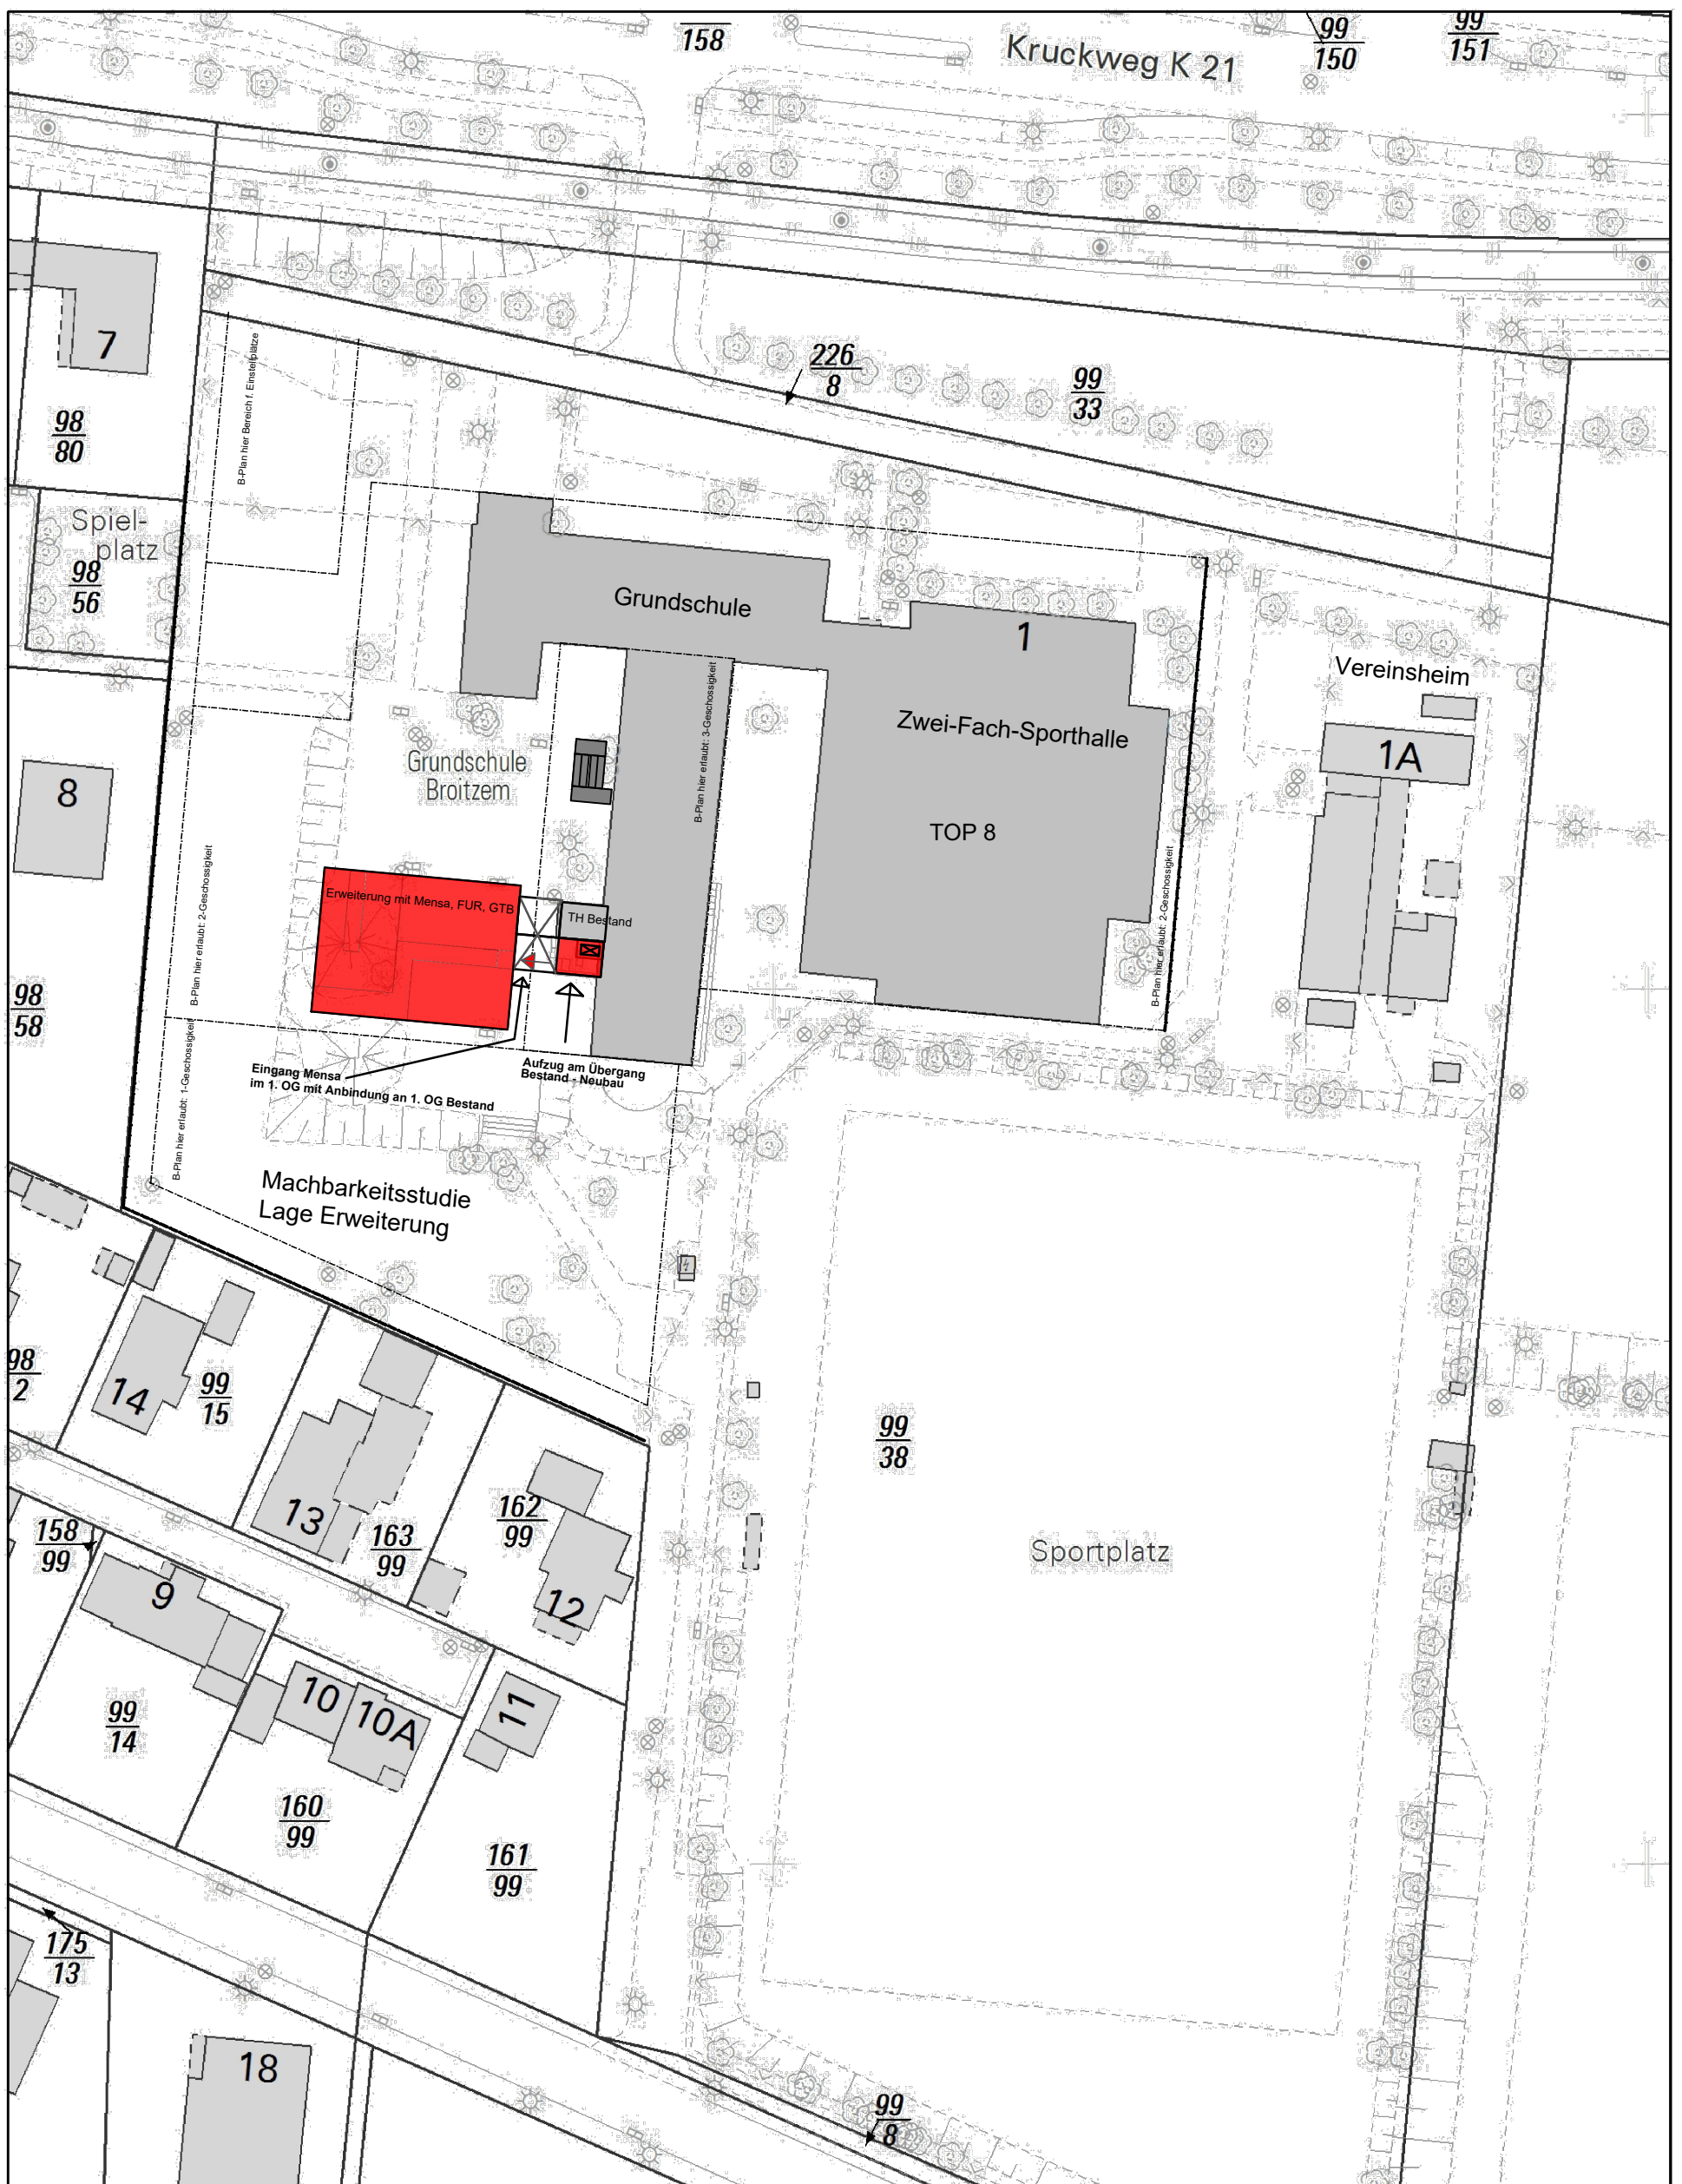 158
Kruckweg K 21
99
150
99
151
7
226
8
99
33
B-Plan hier Bereich f. Einstellplätze
98
80
Spiel-
platz
98
56
Grundschule
1
Vereinsheim
B-Plan hier erlaubt: 3-Geschossigkeit
Zwei-Fach-Sporthalle
1A
Grundschule
Broitzem
8
TOP 8
B-Plan hier erlaubt: 2-Geschossigkeit
B-Plan hier erlaubt: 2-Geschossigkeit
Erweiterung mit Mensa, FUR, GTB
TH Bestand
98
58
B-Plan hier erlaubt: 1-Geschossigkeit
Eingang Mensa
im 1. OG mit Anbindung an 1. OG Bestand
Aufzug am Übergang
Bestand - Neubau
Machbarkeitsstudie
Lage Erweiterung
98
2
14
99
15
99
38
13
162
99
158
99
163
99
Sportplatz
9
12
10
10A
11
99
14
160
99
161
99
175
13
18
99
8